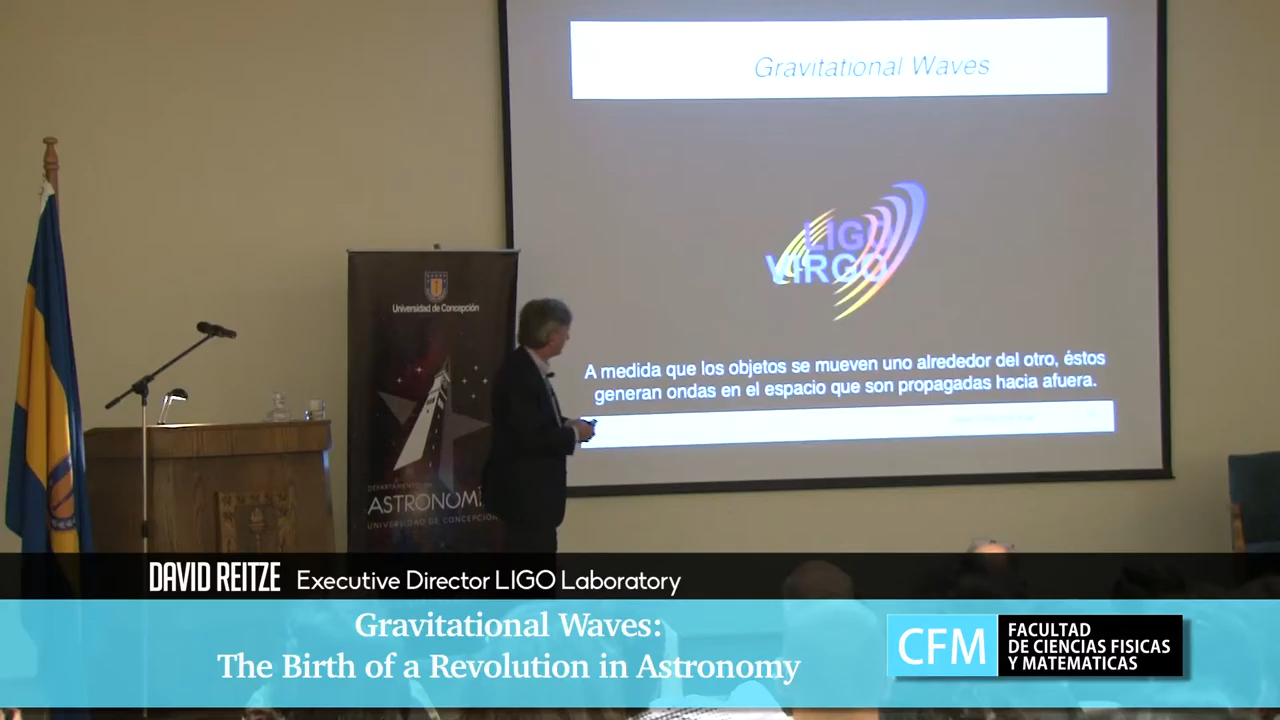 Gravitational Waves
LIGO
VIRGO
A medida que los objetos se mueven uno alrededor del otro, éstos
generan ondas en el espacio que son propagadas hacia afuera.
Universidad de Concepción
ASTRONOMÍ
UNIVERSIDAD DE CONCEPCIÓN
DAVID REITZE Executive Director LIGO Laboratory
Gravitational Waves:
The Birth of a Revolution in Astronomy
CFM
FACULTAD
DE CIENCIAS FISICAS
Y MATEMATICAS